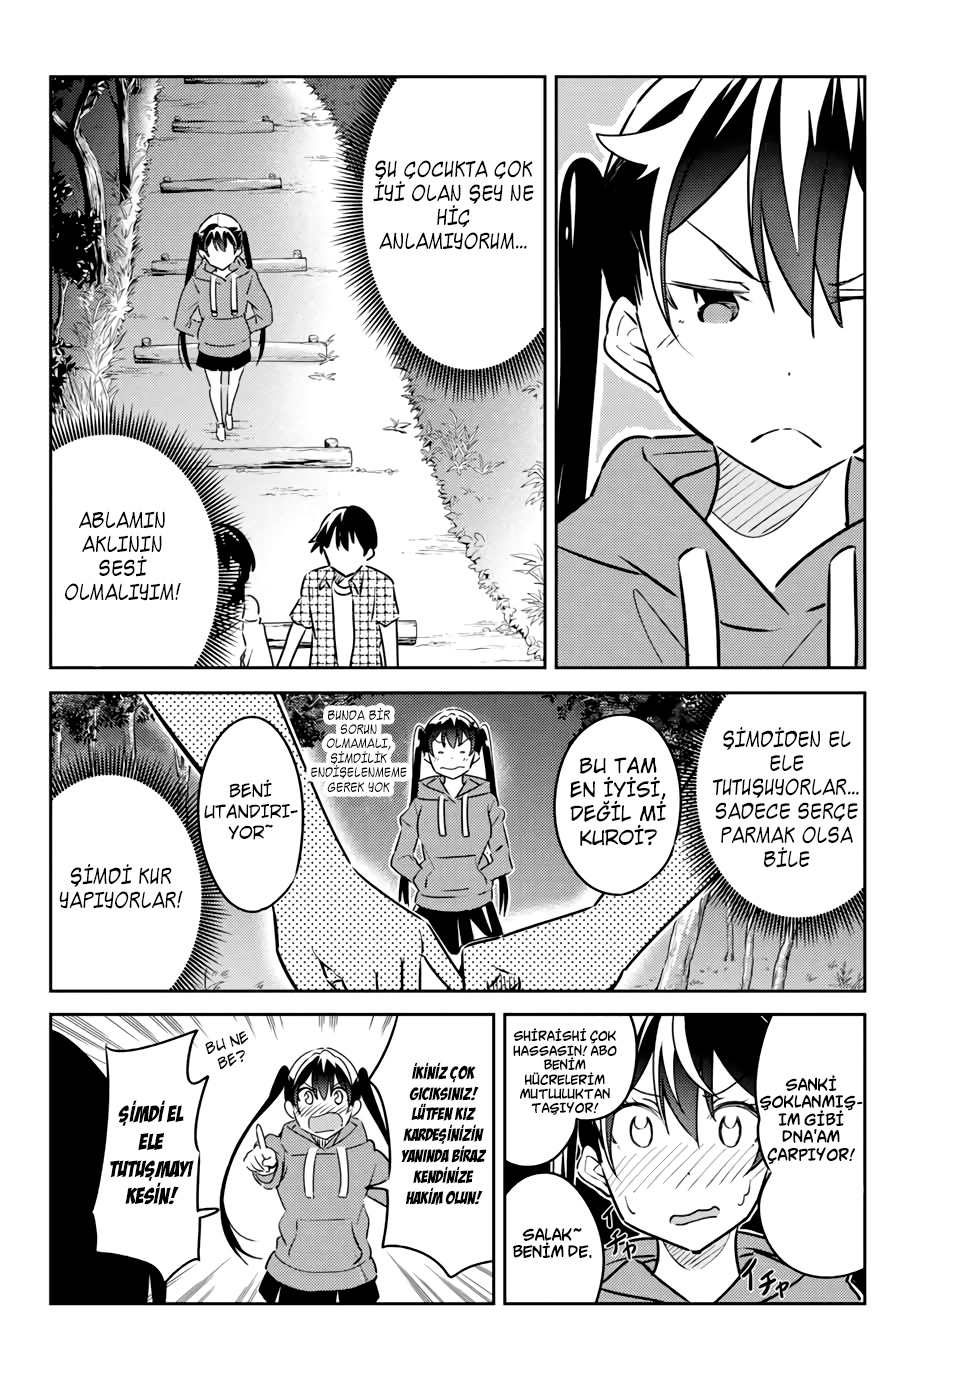 ŞU ÇOCUKTA ÇOK
İYİ OLAN ŞEY NE
HİÇ
ANLAMIYORUM...
ABLAMIN
AKLININ
SESİ
OLMALIYIM!
ŞİMDİDEN EL
ELE
TUTUŞUYORLAR...
SADECE SERÇE
PARMAK OLSA
BİLE
BU TAM
EN İYİSİ,
DEĞİL Mİ
KUROI?
BUNDA BİR
SORUN
OLMAMALI,
ŞİMDİLİK
ENDİŞELENMEME
GEREK YOK
BENİ
UTANDIRI-
YOR~
ŞİMDİ KUR
YAPIYORLAR!
SANKİ
ŞOKLANMIŞ-
IM GİBİ
DNA'AM
ÇARPIYOR!
SHIRAISHI ÇOK
HASSASIN! ABO
BENİM
HÜCRELERİM
MUTLULUKTAN
TAŞIYOR!
SALAK~
BENİM DE.
イチャ
イチャ
İKİNİZ ÇOK
GICIKSINIZ!
LÜTFEN KIZ
KARDEŞİNİZİN
YANINDA BİRAZ
KENDİNİZE
HAKİM OLUN!
BU NE
BE?
ŞİMDİ EL
ELE
TUTUŞMAYI
KESİN!